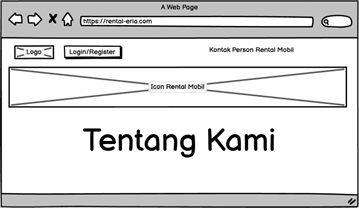 A Web Page
https://rental-eria.com
Logo
Login/Register
Kontak Person Rental Mobil
Icon Rental Mobil
Tentang Kami